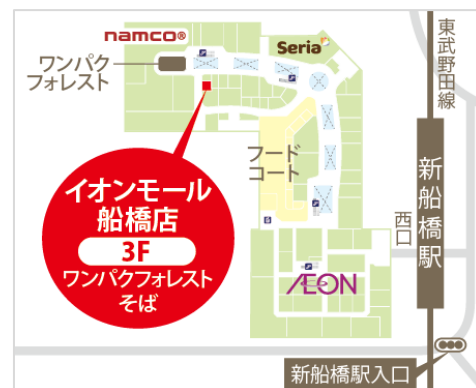 namco®
Seria
ワンパク
フォレスト
東武野田線
フード
コート
新船橋駅
西口
イオンモール
船橋店
3F
ワンパクフォレスト
そば
ÆON
新船橋駅入口